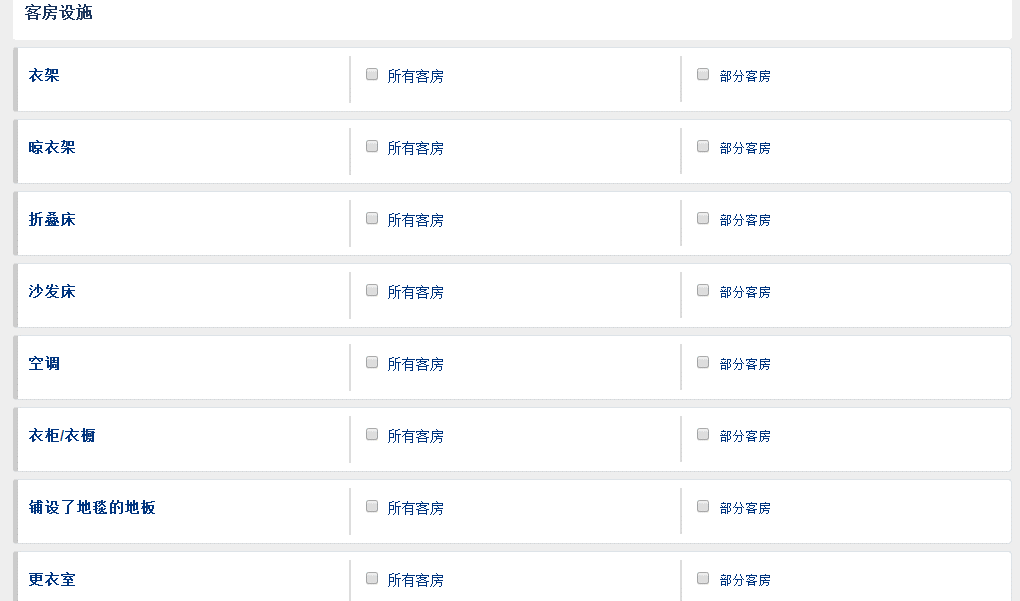 客房设施
衣架 所有客房 部分客房
晾衣架 所有客房 部分客房
折叠床 所有客房 部分客房
沙发床 所有客房 部分客房
空调 所有客房 部分客房
衣柜/衣橱 所有客房 部分客房
铺设了地毯的地板 所有客房 部分客房
更衣室 所有客房 部分客房